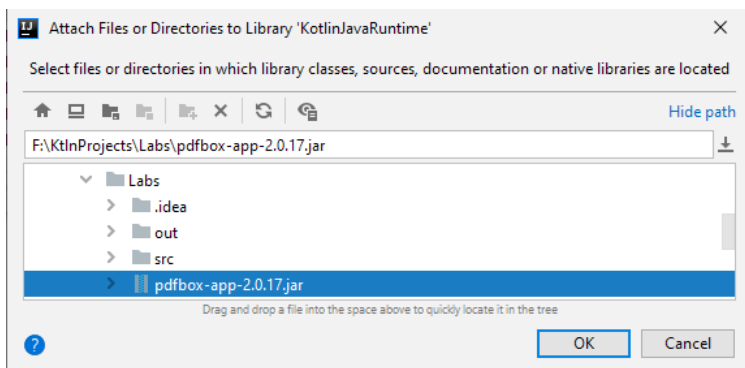 Attach Files or Directories to Library 'KotlinJavaRuntime'
Select files or directories in which library classes, sources, documentation or native libraries are located
Hide path
F:\KtlnProjects\Labs\pdfbox-app-2.0.17.jar
Labs
.idea
out
src
pdfbox-app-2.0.17.jar
Drag and drop a file into the space above to quickly locate it in the tree
? OK Cancel